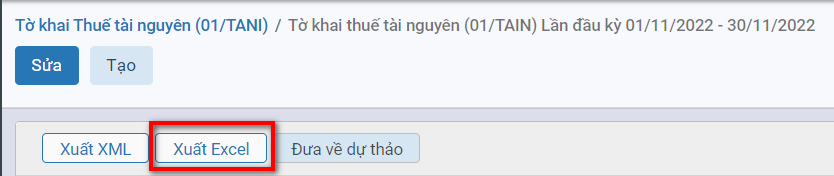 Tờ khai Thuế tài nguyên (01/TANI) / Tờ khai thuế tài nguyên (01/TAIN) Lần đầu kỳ 01/11/2022 - 30/11/2022
Sửa Tạo
Xuất XML Xuất Excel Đưa về dự thảo